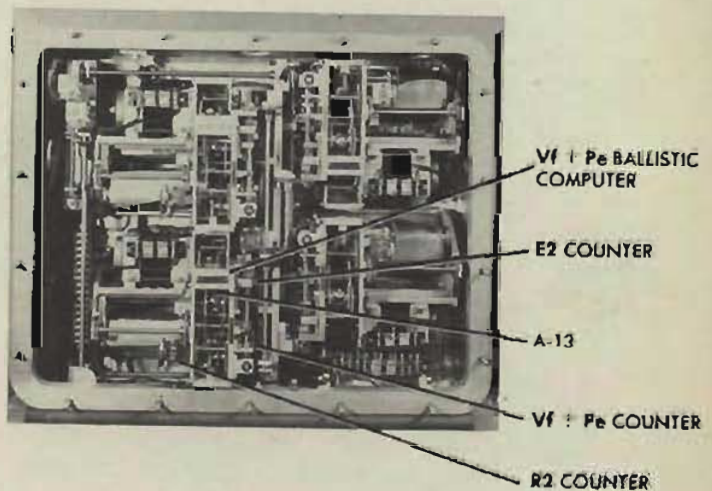 Vf + Pe BALLISTIC
COMPUTER
E2 COUNTER
A-13
Vf + Pe COUNTER
R2 COUNTER